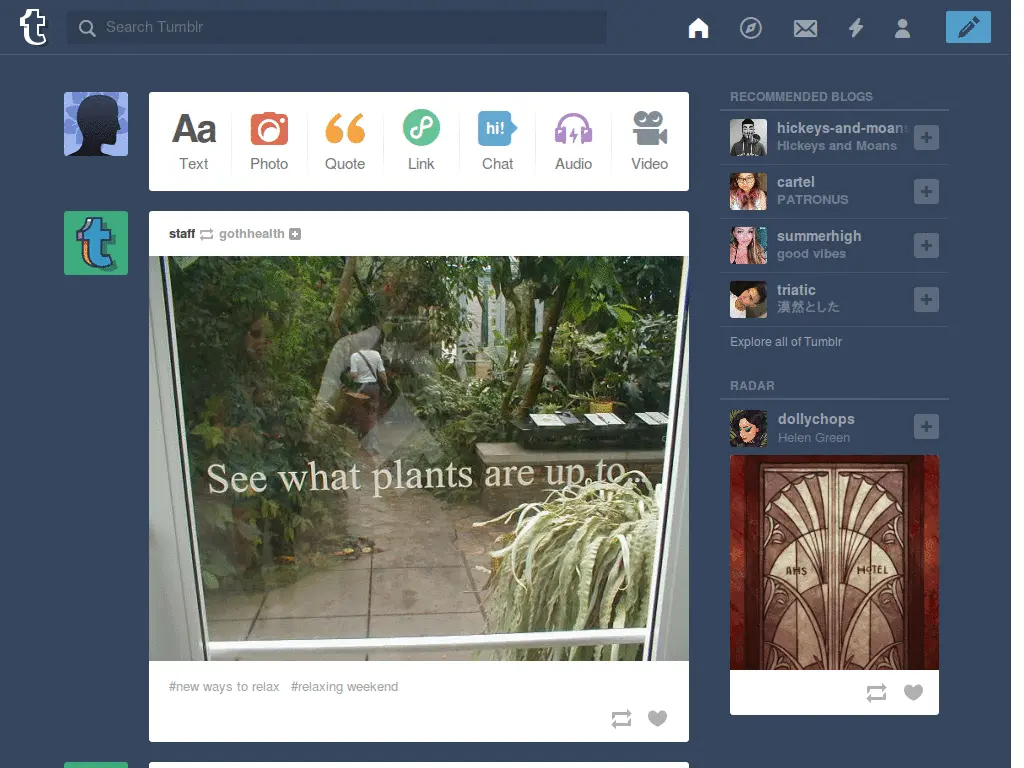 Search Tumblr
Aa
Text
Photo
Quote
Link
hi!
Chat
Audio
Video
staff gothhealth
See what plants are up to...
#new ways to relax #relaxing weekend
RECOMMENDED BLOGS
hickeys-and-moans
Hickeys and Moans
cartel
PATRONUS
summerhigh
good vibes
triatic
漠然とした
Explore all of Tumblr
RADAR
dollychops
Helen Green
AHS HOTEL